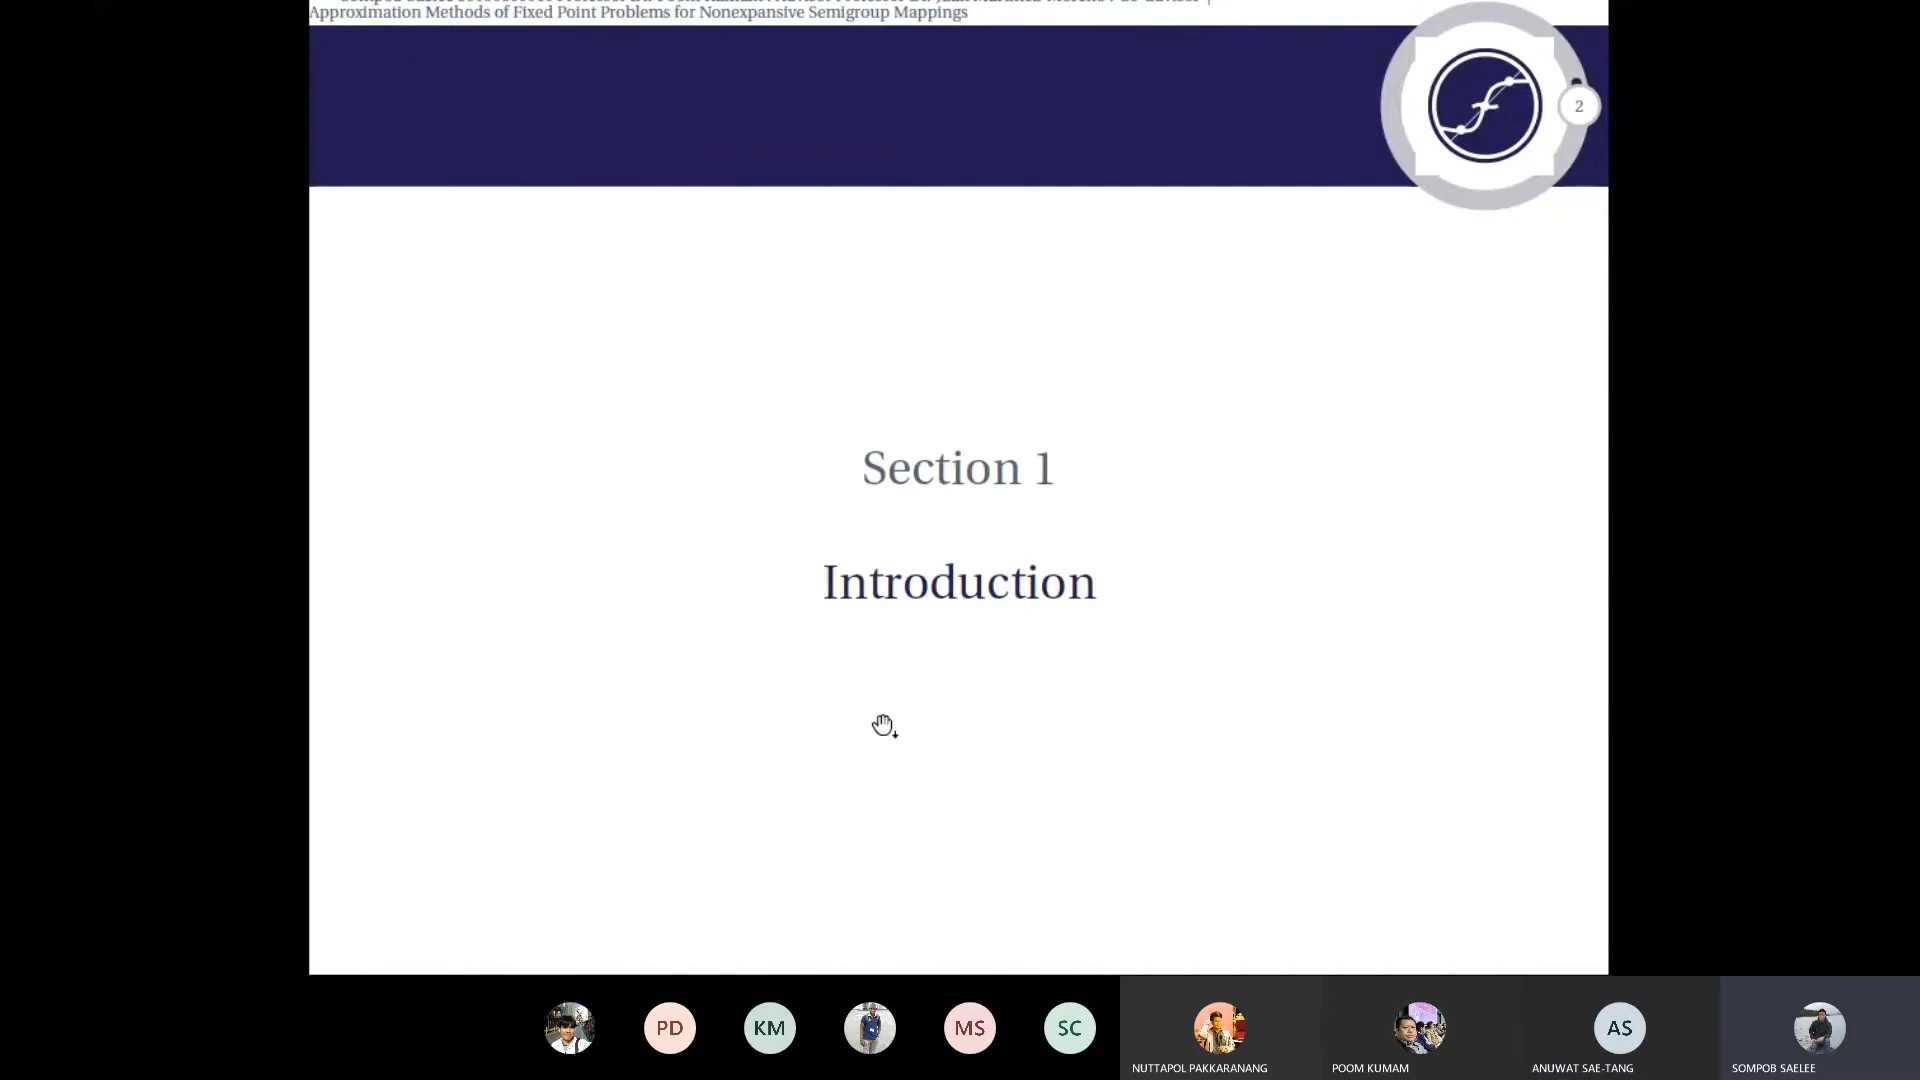 Approximation Methods of Fixed Point Problems for Nonexpansive Semigroup Mappings
2
Section 1
Introduction
PD
KM
MS
SC
AS
NUTTAPOL PAKKARANANG
POOM KUMAM
ANUWAT SAE-TANG
SOMPOB SAELEE